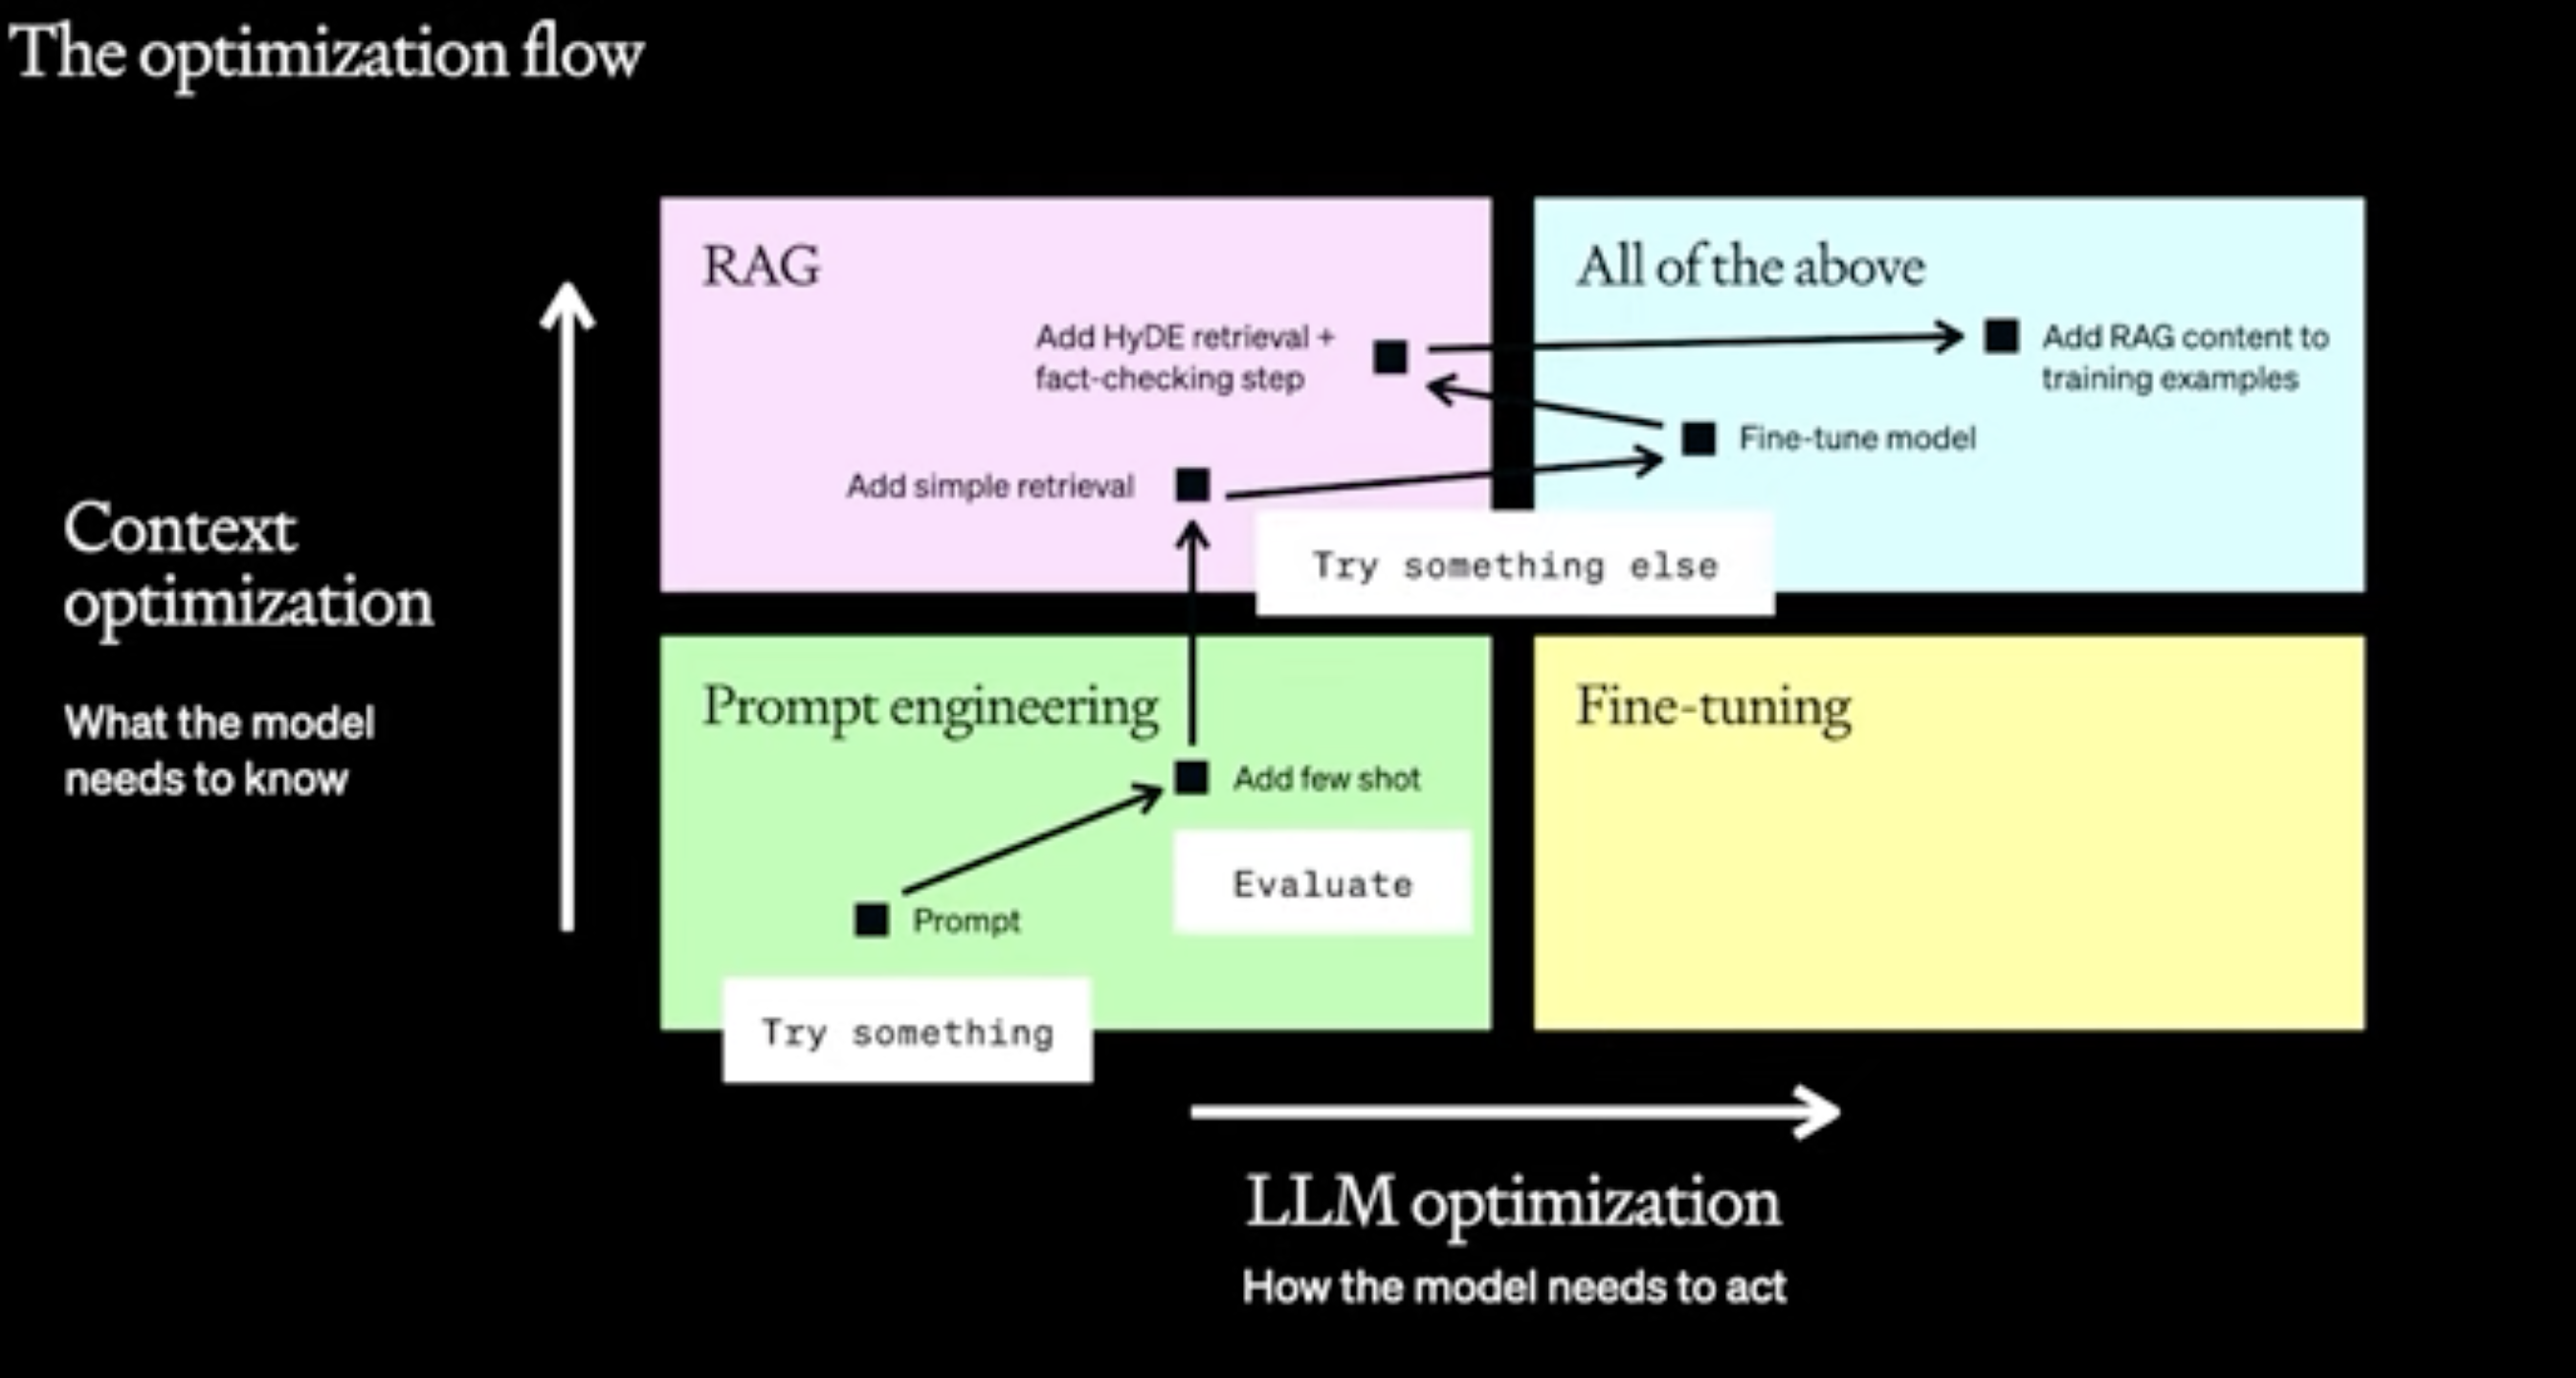 The optimization flow
RAG
Add HyDE retrieval +
fact-checking step
Add simple retrieval
All of the above
Add RAG content to
training examples
Fine-tune model
Try something else
Context
optimization
What the model
needs to know
Prompt engineering
Add few shot
Evaluate
Prompt
Try something
Fine-tuning
LLM optimization
How the model needs to act